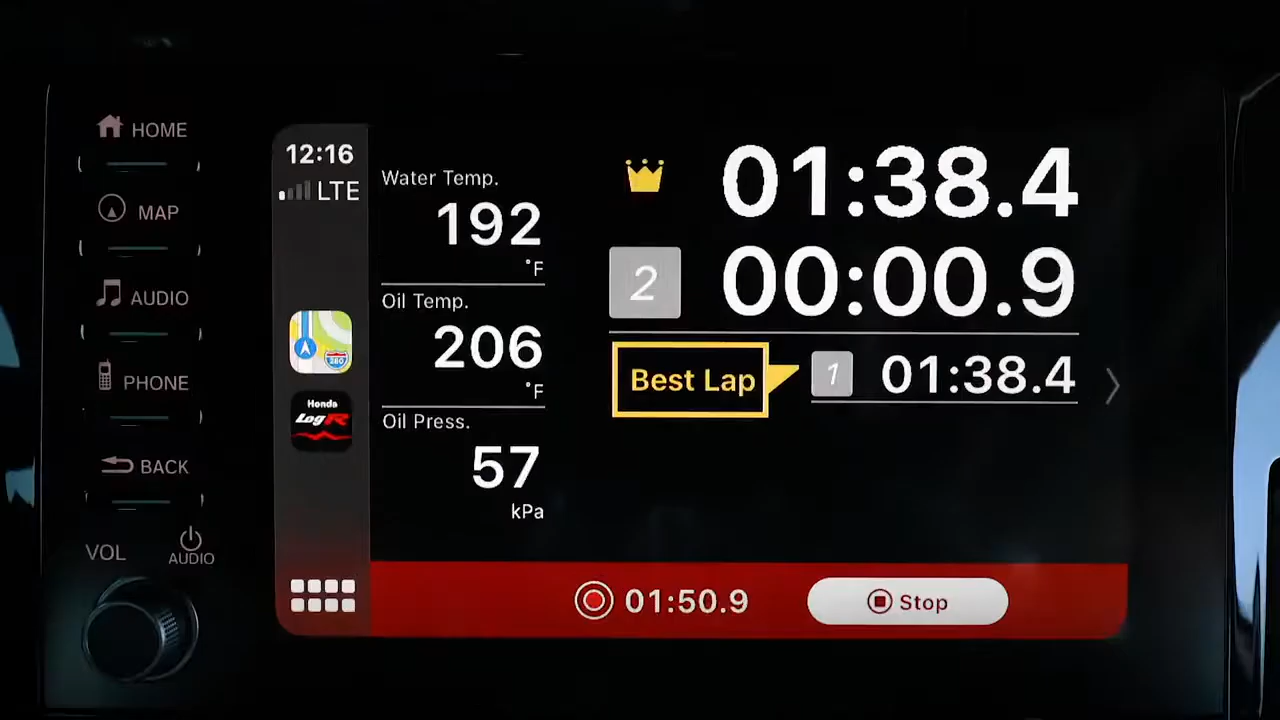 HOME
MAP
AUDIO
PHONE
BACK
VOL
AUDIO
12:16
LTE
280
Honda
LogR
Water Temp.
192
°F
Oil Temp.
206
°F
Oil Press.
57
kPa
01:38.4
2 00:00.9
Best Lap 1 01:38.4
01:50.9 Stop